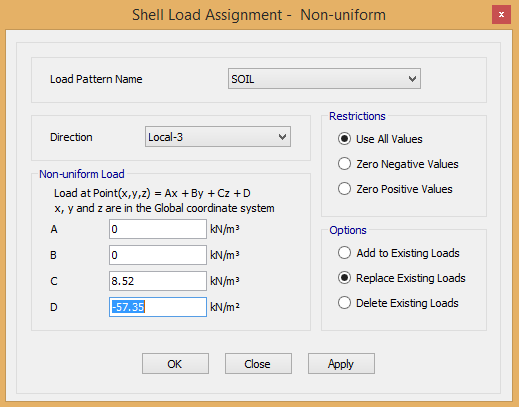 Shell Load Assignment - Non-uniform
x
Load Pattern Name SOIL
Direction Local-3
Non-uniform Load
Load at Point(x,y,z) = Ax + By + Cz + D
x, y and z are in the Global coordinate system
A 0 kN/m³
B 0 kN/m³
C 8.52 kN/m³
D -57.35 kN/m²
Restrictions
Use All Values
Zero Negative Values
Zero Positive Values
Options
Add to Existing Loads
Replace Existing Loads
Delete Existing Loads
OK Close Apply